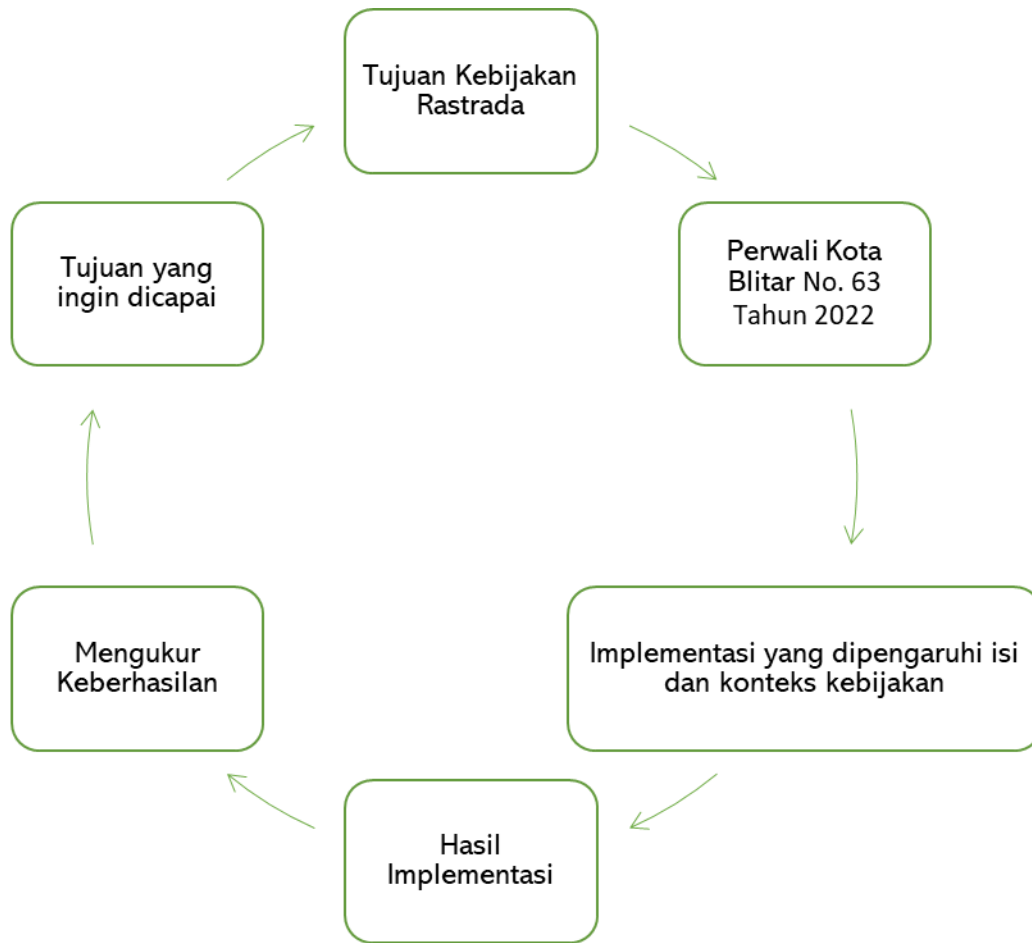 Tujuan Kebijakan
Rastrada
Perwali Kota
Blitar No. 63
Tahun 2022
Implementasi yang dipengaruhi isi
dan konteks kebijakan
Hasil
Implementasi
Mengukur
Keberhasilan
Tujuan yang
ingin dicapai